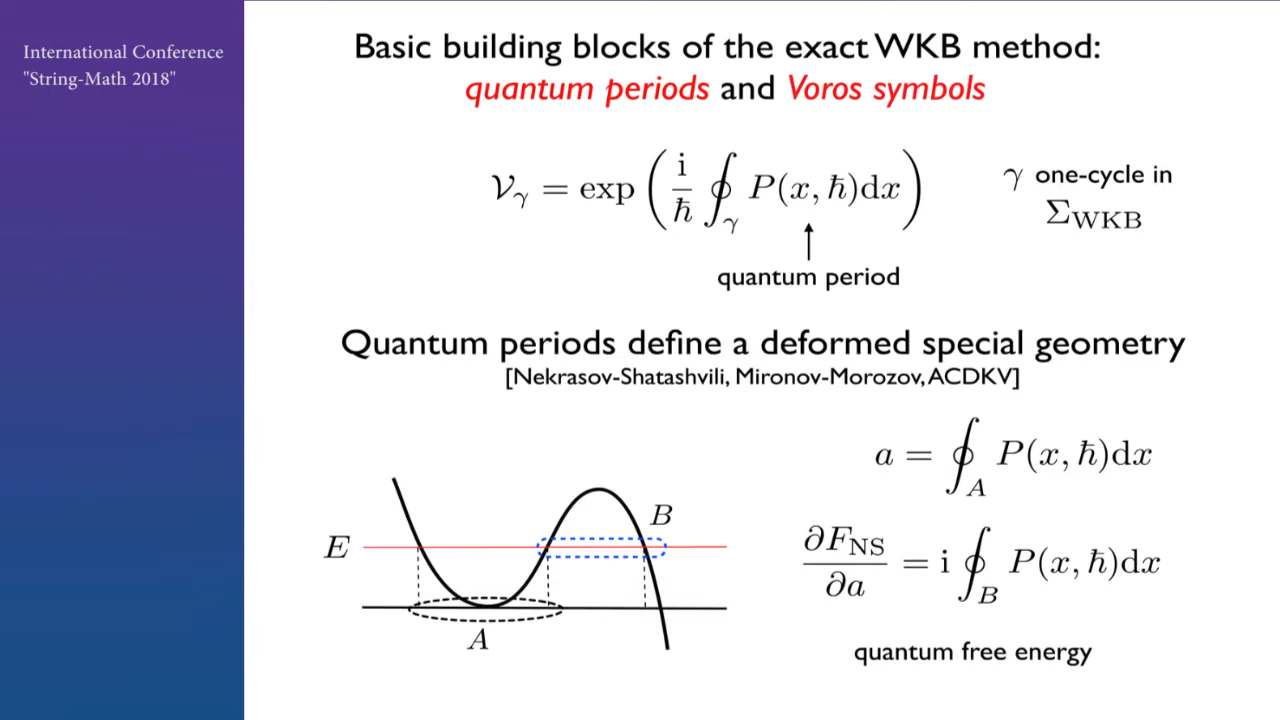 International Conference
"String-Math 2018"
Basic building blocks of the exact WKB method:
quantum periods and Voros symbols
𝒱_γ = exp ( i/ħ ∮_γ P(x, ħ)dx )
γ one-cycle in
Σ_WKB
↑
quantum period
Quantum periods define a deformed special geometry
[Nekrasov-Shatashvili, Mironov-Morozov, ACDKV]
a = ∮_A P(x, ħ)dx
B
E
∂F_NS/∂a = i ∮_B P(x, ħ)dx
A
quantum free energy